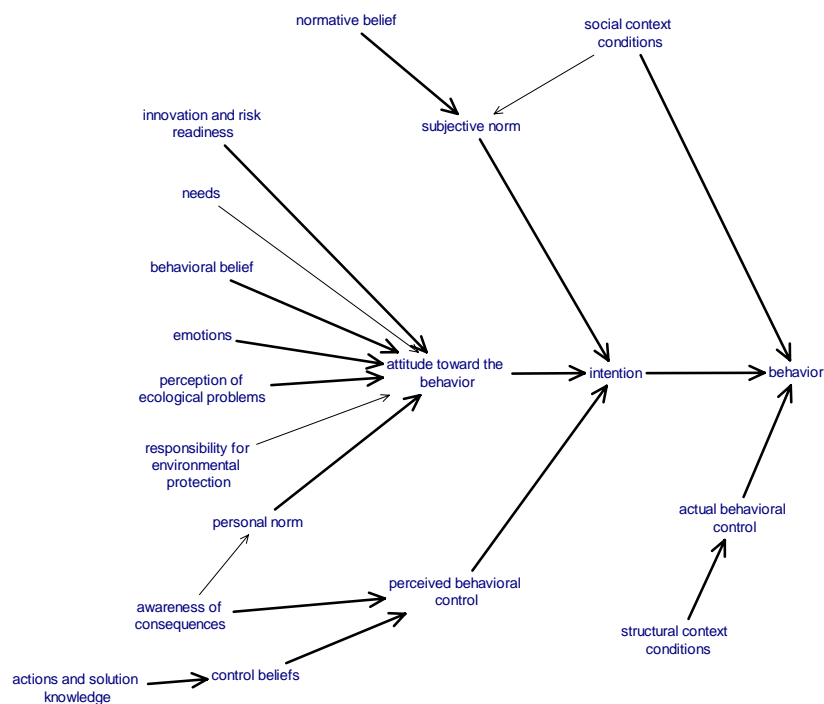 normative belief
social context
conditions
innovation and risk
readiness
subjective norm
needs
behavioral belief
emotions
attitude toward the
behavior
intention
behavior
perception of
ecological problems
responsibility for
environmental
protection
personal norm
actual behavioral
control
perceived behavioral
control
awareness of
consequences
structural context
conditions
actions and solution
knowledge
control beliefs